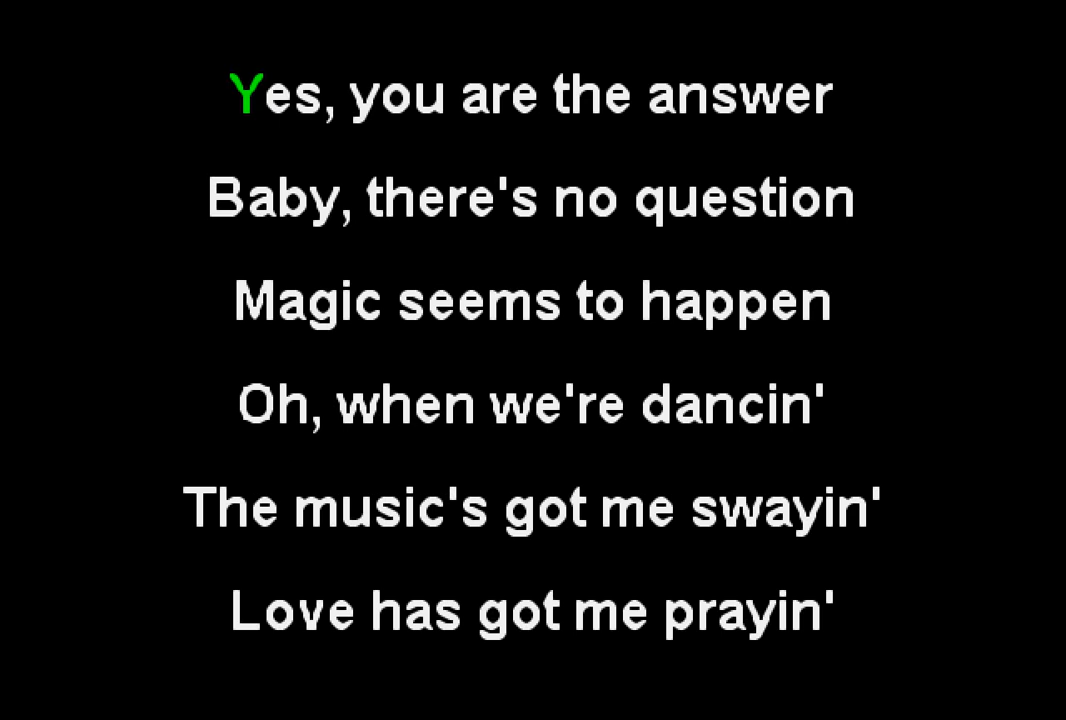 Yes, you are the answer
Baby, there's no question
Magic seems to happen
Oh, when we're dancin'
The music's got me swayin'
Love has got me prayin'